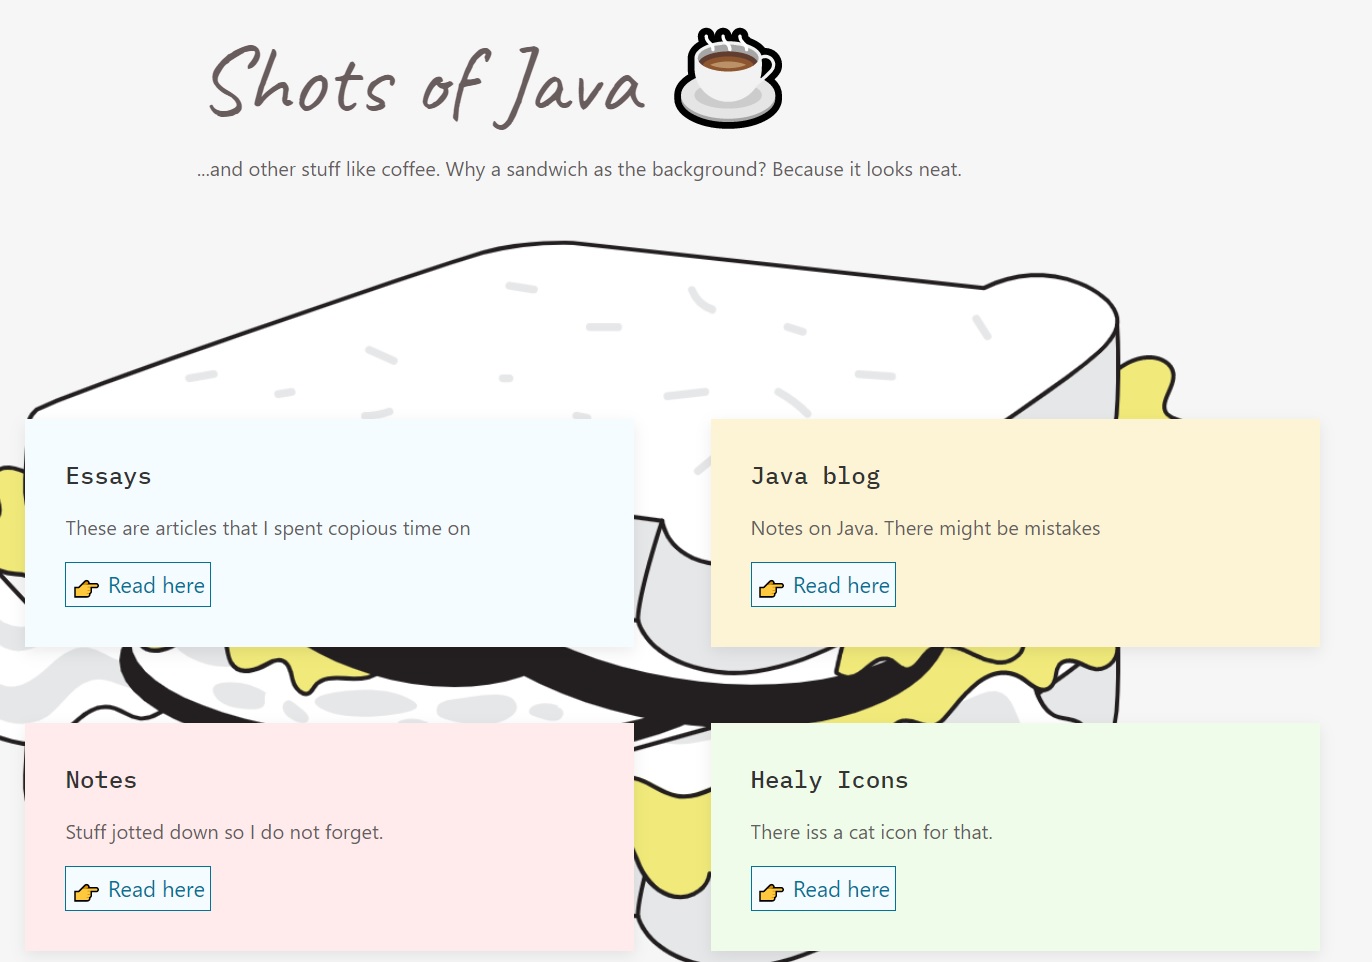 Shots of Java
...and other stuff like coffee. Why a sandwich as the background? Because it looks neat.
Essays
These are articles that I spent copious time on
Read here
Java blog
Notes on Java. There might be mistakes
Read here
Notes
Stuff jotted down so I do not forget.
Read here
Healy Icons
There iss a cat icon for that.
Read here